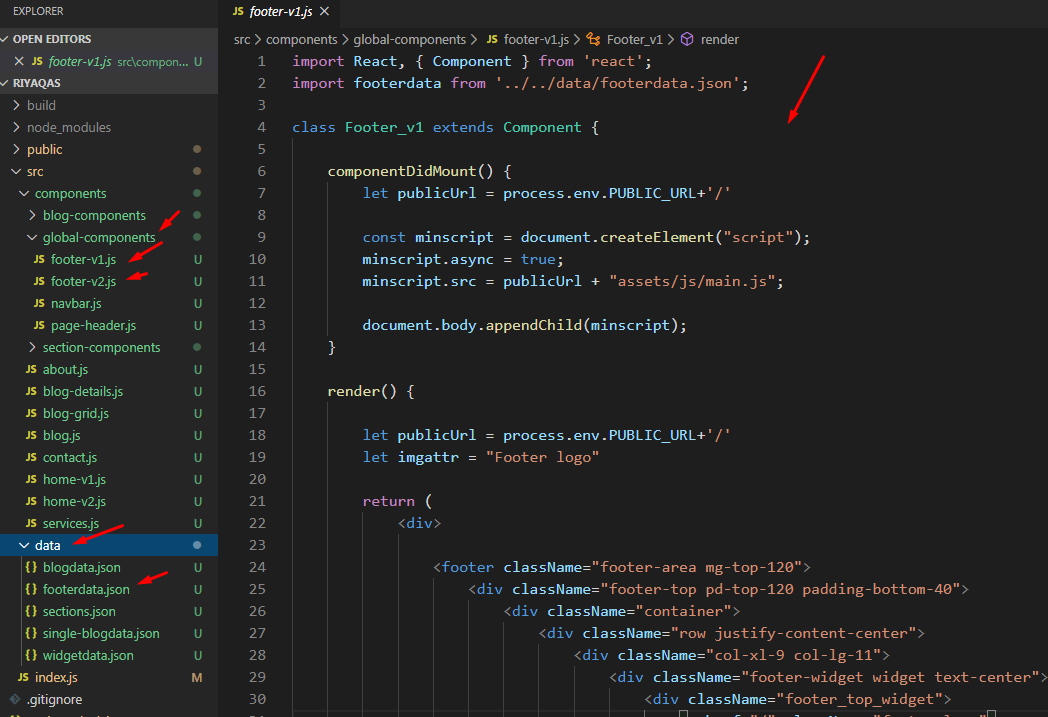 EXPLORER
OPEN EDITORS
JS footer-v1.js src\compon... U
RIYAQAS
build
node_modules
public
src
components
blog-components
global-components
JS footer-v1.js U
JS footer-v2.js U
JS navbar.js U
JS page-header.js U
section-components
JS about.js U
JS blog-details.js U
JS blog-grid.js U
JS blog.js U
JS contact.js U
JS home-v1.js U
JS home-v2.js U
JS services.js U
data
{} blogdata.json U
{} footerdata.json U
{} sections.json U
{} single-blogdata.json U
{} widgetdata.json U
JS index.js M
.gitignore
JS footer-v1.js
src > components > global-components > JS footer-v1.js > Footer_v1 > render
1 import React, { Component } from 'react';
2 import footerdata from '../../data/footerdata.json';
3
4 class Footer_v1 extends Component {
5
6 componentDidMount() {
7 let publicUrl = process.env.PUBLIC_URL+'/'
8
9 const minscript = document.createElement("script");
10 minscript.async = true;
11 minscript.src = publicUrl + "assets/js/main.js";
12
13 document.body.appendChild(minscript);
14 }
15
16 render() {
17
18 let publicUrl = process.env.PUBLIC_URL+'/'
19 let imgattr = "Footer logo"
20
21 return (
22 <div>
23
24 <footer className="footer-area mg-top-120">
25 <div className="footer-top pd-top-120 padding-bottom-40">
26 <div className="container">
27 <div className="row justify-content-center">
28 <div className="col-xl-9 col-lg-11">
29 <div className="footer-widget widget text-center">
30 <div className="footer_top_widget">